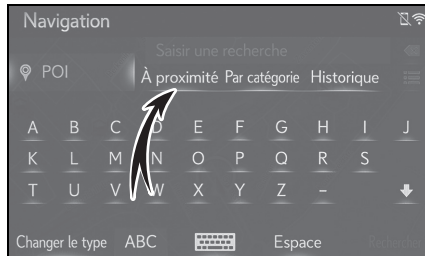 Navigation
Saisir une recherche
POI
À proximité Par catégorie Historique
A B C D E F G H I J
K L M N O P Q R S
T U V W X Y Z -
Changer le type ABC Espace Rechercher